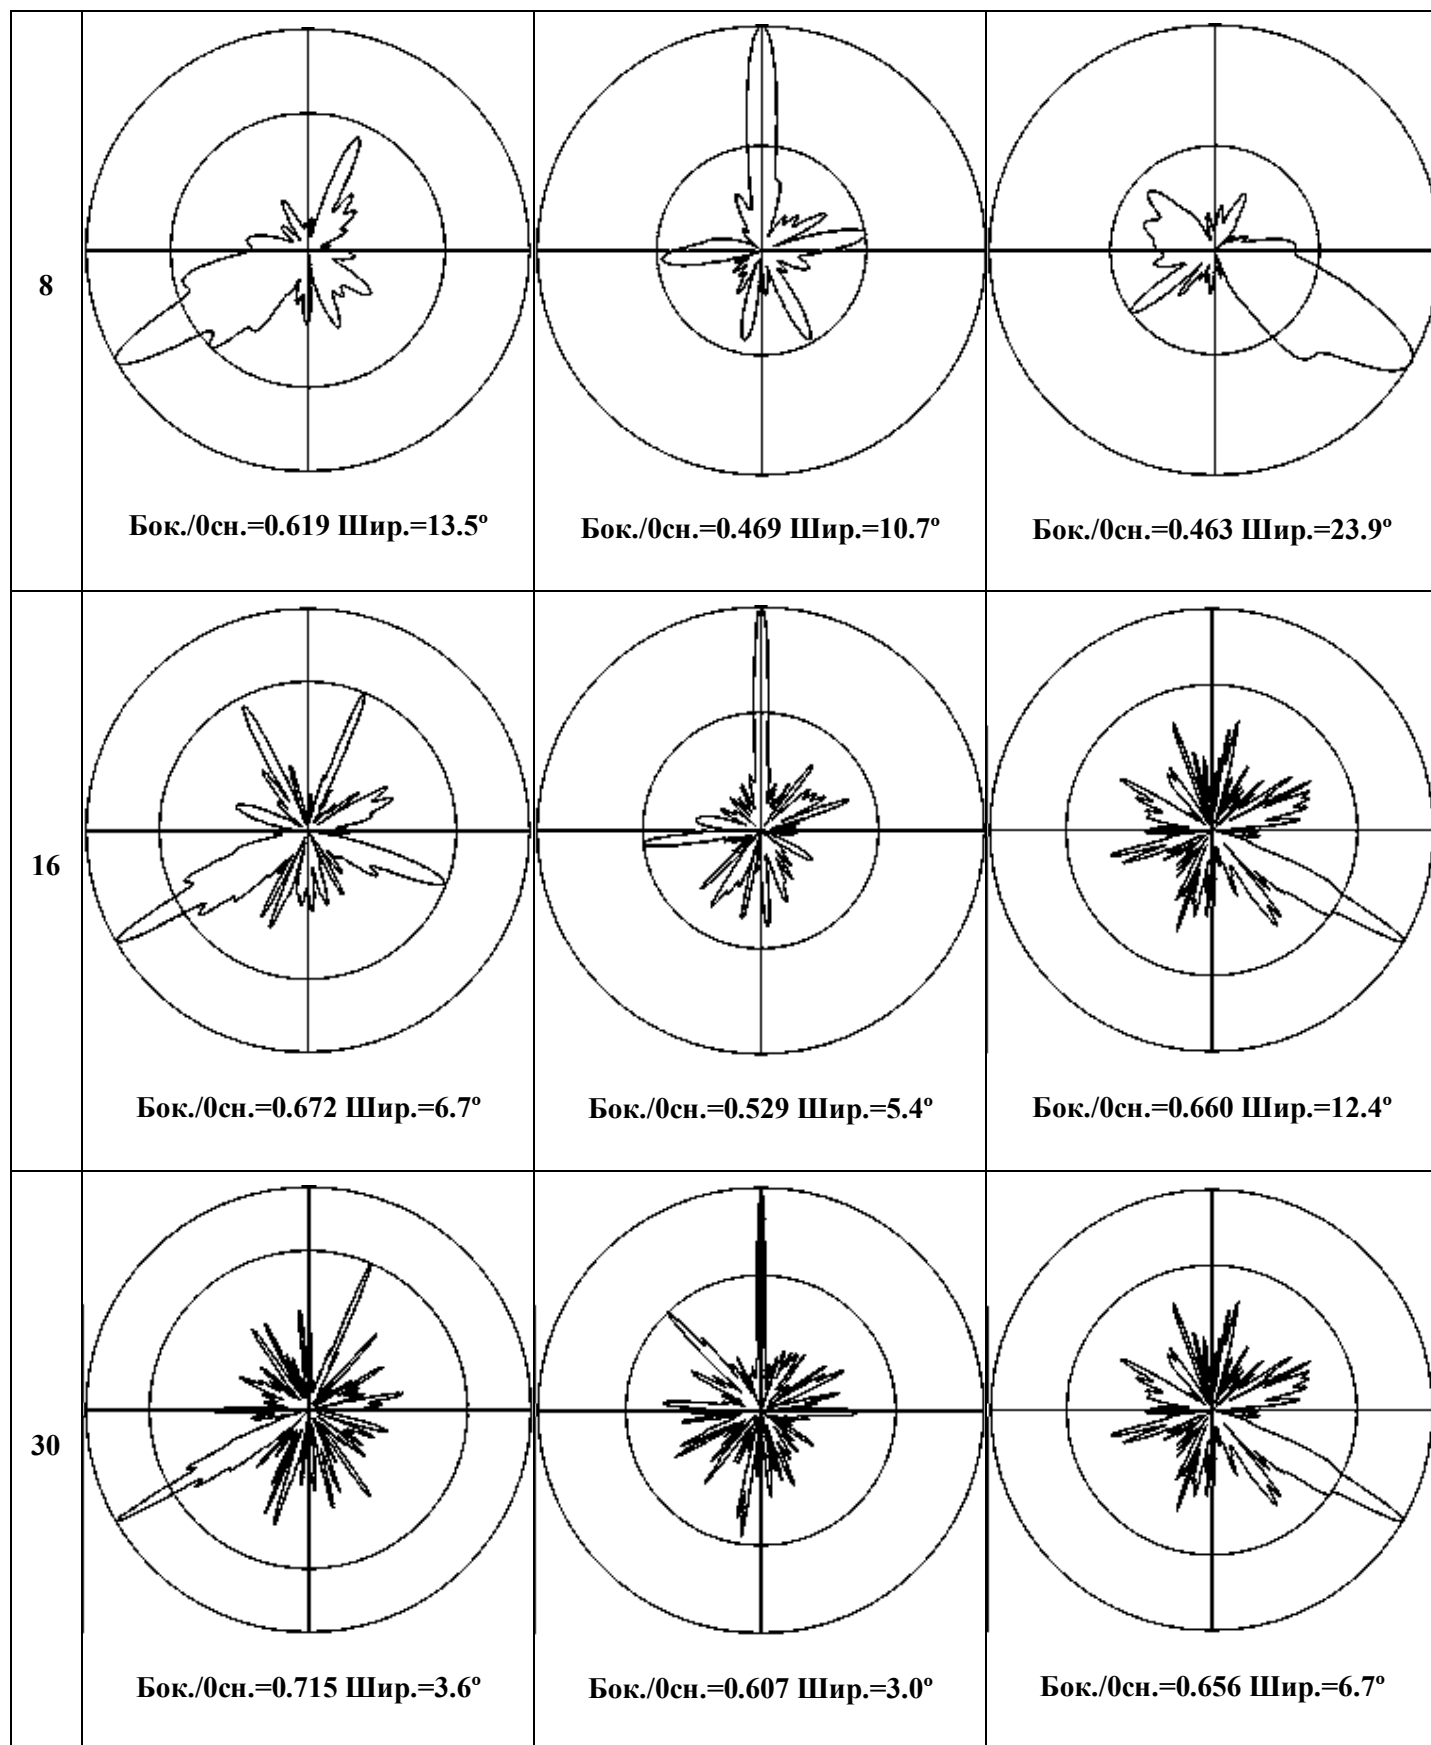 8
Бок./0сн.=0.619 Шир.=13.5º
Бок./0сн.=0.469 Шир.=10.7º
Бок./0сн.=0.463 Шир.=23.9º
16
Бок./0сн.=0.672 Шир.=6.7º
Бок./0сн.=0.529 Шир.=5.4º
Бок./0сн.=0.660 Шир.=12.4º
30
Бок./0сн.=0.715 Шир.=3.6º
Бок./0сн.=0.607 Шир.=3.0º
Бок./0сн.=0.656 Шир.=6.7º